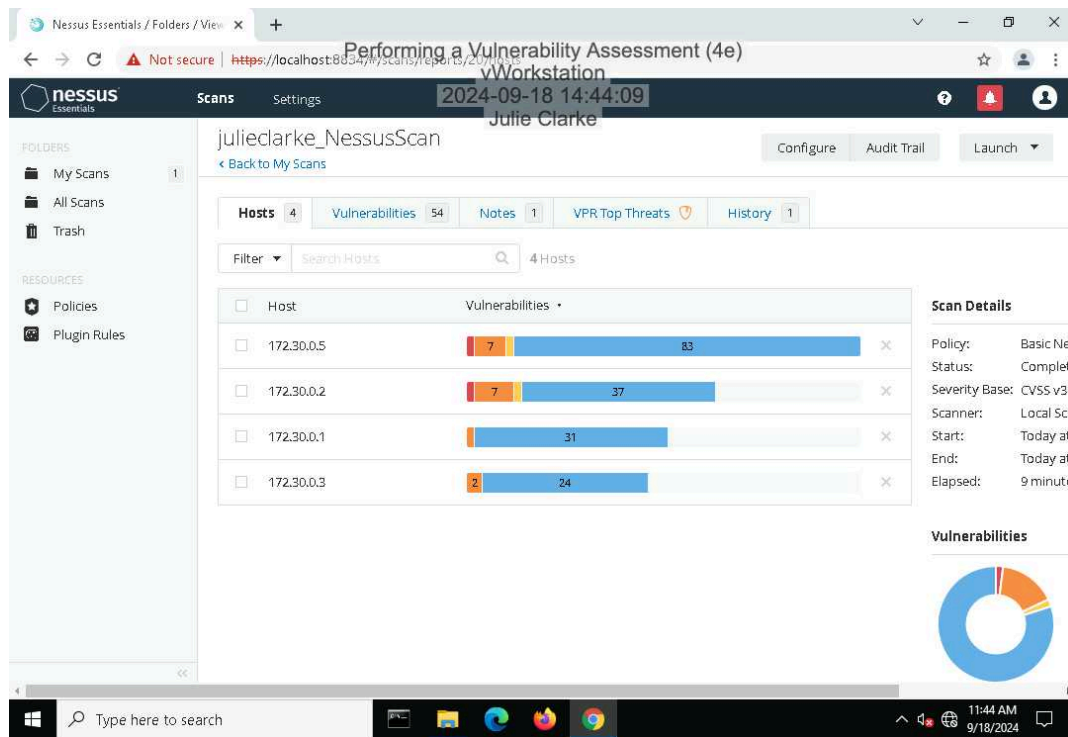 Nessus Essentials / Folders / View
Performing a Vulnerability Assessment (4e)
Not secure | https://localhost:8834/#/scans/reports/20/hosts
vWorkstation
2024-09-18 14:44:09
Julie Clarke
nessus
Essentials
Scans Settings
FOLDERS
My Scans 1
All Scans
Trash
RESOURCES
Policies
Plugin Rules
julieclarke_NessusScan
< Back to My Scans
Configure Audit Trail Launch
Hosts 4 Vulnerabilities 54 Notes 1 VPR Top Threats History 1
Filter Search Hosts 4 Hosts
Host Vulnerabilities
172.30.0.5 7 83
172.30.0.2 7 37
172.30.0.1 31
172.30.0.3 2 24
Scan Details
Policy: Basic Ne
Status: Complet
Severity Base: CVSS v3
Scanner: Local Sc
Start: Today at
End: Today at
Elapsed: 9 minut
Vulnerabilities
Type here to search
11:44 AM
9/18/2024